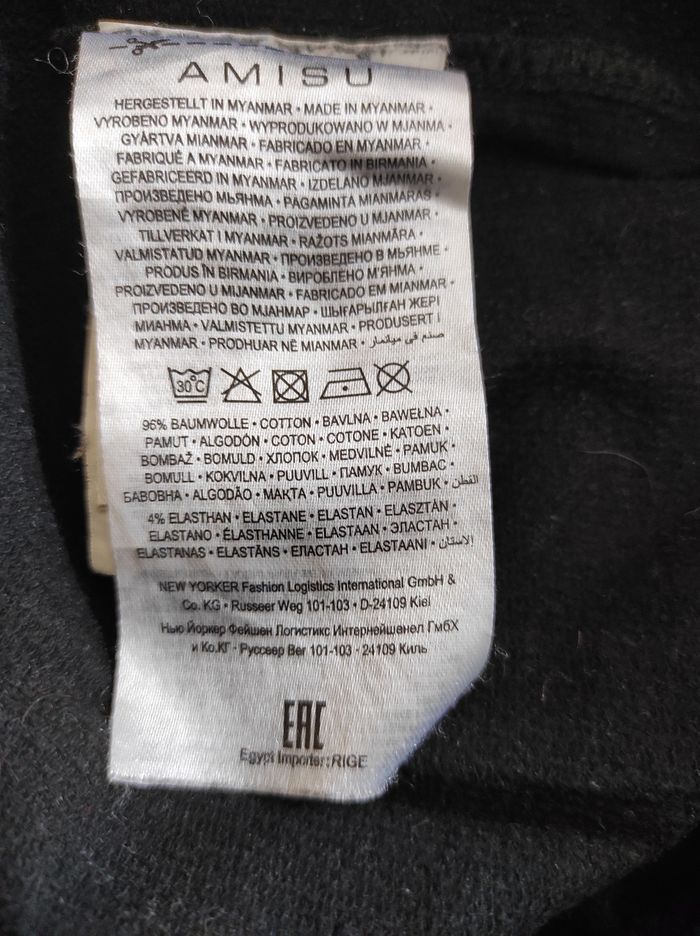 AMISU
HERGESTELLT IN MYANMAR • MADE IN MYANMAR •
VYROBENO MYANMAR • WYPRODUKOWANO W MJANMA •
GYÁRTVA MIANMAR • FABRICADO EN MYANMAR •
FABRIQUÉ A MYANMAR • FABRICATO IN BIRMANIA •
GEFABRICEERD IN MYANMAR • IZDELANO MJANMAR •
ПРОИЗВЕДЕНО МЬЯНМА • PAGAMINTA MIANMARAS •
VYROBENÉ MYANMAR • PROIZVEDENO U MJANMAR •
TILLVERKAT I MYANMAR • RAŽOTS MIANMĀRA •
VALMISTATUD MYANMAR • ПРОИЗВЕДЕНО В МЬЯНМЕ •
PRODUS ÎN BIRMANIA • ВИРОБЛЕНО М'ЯНМА •
PROIZVEDENO U MIJANMAR • FABRICADO EM MIANMAR •
ПРОИЗВЕДЕНО ВО МЈАНМАР • ШЫҒАРЫЛҒАН ЖЕРІ
МИАНМА • VALMISTETTU MYANMAR • PRODUSERT I
MYANMAR • PRODHUAR NË MIANMAR • صنع في ميانمار •
30°C
96% BAUMWOLLE • COTTON • BAVLNA • BAWEŁNA •
PAMUT • ALGODÓN • COTON • COTONE • KATOEN •
BOMBAŽ • BOMULD • ХЛОПОК • MEDVILNĖ • PAMUK •
BOMULL • KOKVILNA • PUUVILL • ПАМУК • BUMBAC •
БАВОВНА • ALGODÃO • МАКТА • PUUVILLA • PAMBUK • القطن •
4% ELASTHAN • ELASTANE • ELASTAN • ELASZTÁN •
ELASTANO • ÉLASTHANNE • ELASTAAN • ЭЛАСТАН •
ELASTANAS • ELASTĀNS • ЕЛАСТАН • ELASTAANI • الاستان •
NEW YORKER Fashion Logistics International GmbH &
Co. KG • Russeer Weg 101-103 • D-24109 Kiel
Нью Йоркер Фейшен Логистикс Интернейшенел ГмбХ
и Ко.КГ • Руссеер Вег 101-103 • 24109 Киль
EAC
Egypt Importer: RIGE